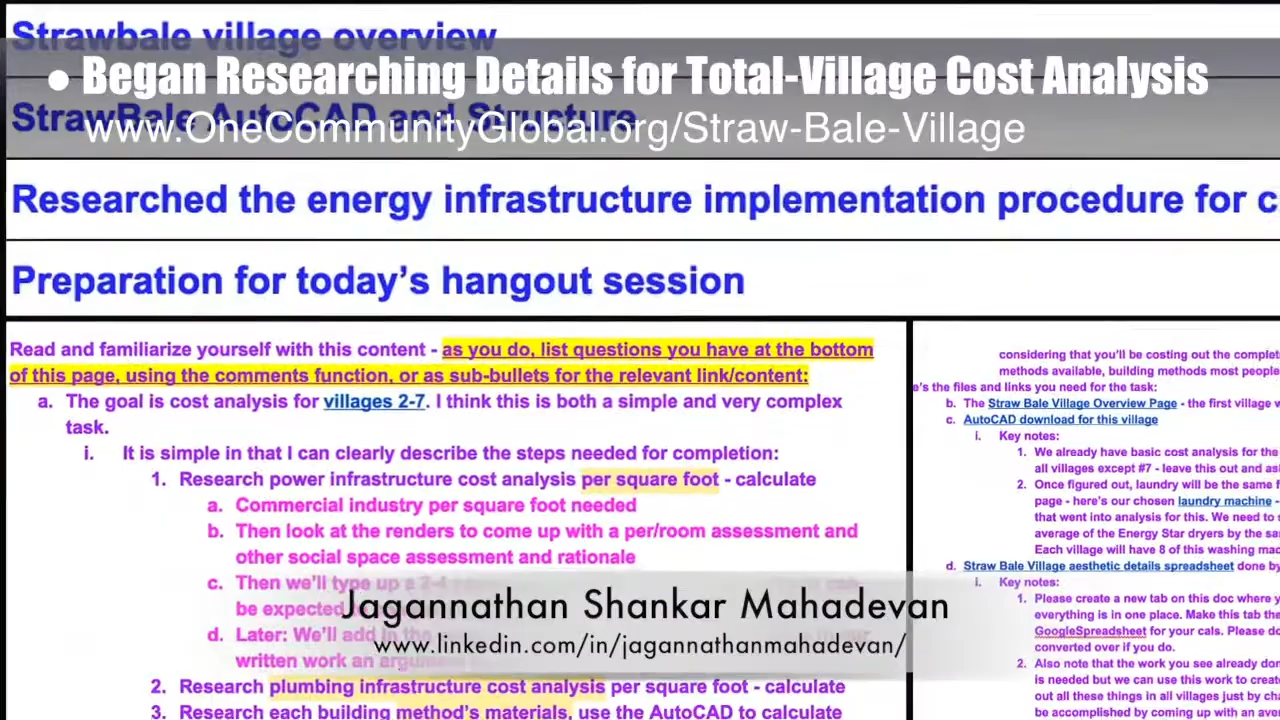 Strawbale village overview
• Began Researching Details for Total-Village Cost Analysis
StrawBale AutoCAD and Structure
www.OneCommunityGlobal.org/Straw-Bale-Village
Researched the energy infrastructure implementation procedure for c
Preparation for today's hangout session
Read and familiarize yourself with this content - as you do, list questions you have at the bottom
of this page, using the comments function, or as sub-bullets for the relevant link/content:
a. The goal is cost analysis for villages 2-7. I think this is both a simple and very complex
task.
i. It is simple in that I can clearly describe the steps needed for completion:
1. Research power infrastructure cost analysis per square foot - calculate
a. Commercial industry per square foot needed
b. Then look at the renders to come up with a per/room assessment and
other social space assessment and rationale
c. Then we'll type up a 2-4
be expected
d. Later: We'll add in the
written work an
2. Research plumbing infrastructure cost analysis per square foot - calculate
3. Research each building method's materials, use the AutoCAD to calculate
considering that you'll be costing out the complet
methods available, building methods most people
e's the files and links you need for the task:
b. The Straw Bale Village Overview Page - the first village w
c. AutoCAD download for this village
i. Key notes:
1. We already have basic cost analysis for the
all villages except #7 - leave this out and as
2. Once figured out, laundry will be the same f
page - here's our chosen laundry machine -
that went into analysis for this. We need to s
average of the Energy Star dryers by the sa
Each village will have 8 of this washing mac
d. Straw Bale Village aesthetic details spreadsheet done by
i. Key notes:
1. Please create a new tab on this doc where y
everything is in one place. Make this tab the
GoogleSpreadsheet for your cals. Please do
converted over if you do.
2. Also note that the work you see already don
is needed but we can use this work to create
out all these things in all villages just by cha
be accomplished by coming up with an ave
Jagannathan Shankar Mahadevan
www.linkedin.com/in/jagannathanmahadevan/